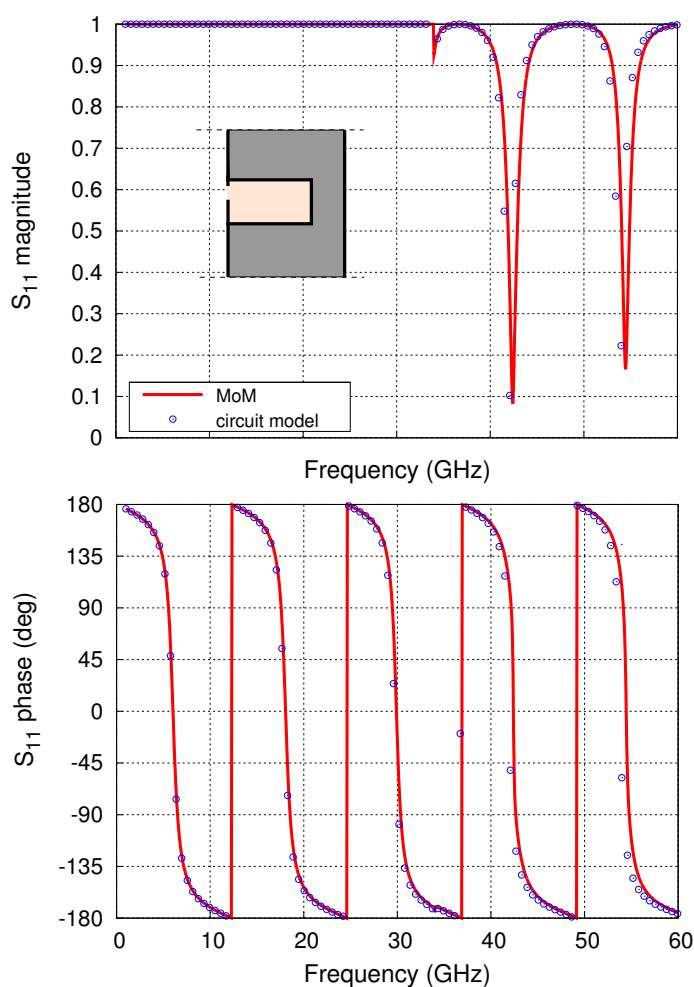 1
0.9
0.8
0.7
0.6
0.5
0.4
0.3
0.2
0.1
0
S11 magnitude
MoM
circuit model
Frequency (GHz)
180
135
90
45
0
-45
-90
-135
-180
S11 phase (deg)
0 10 20 30 40 50 60
Frequency (GHz)